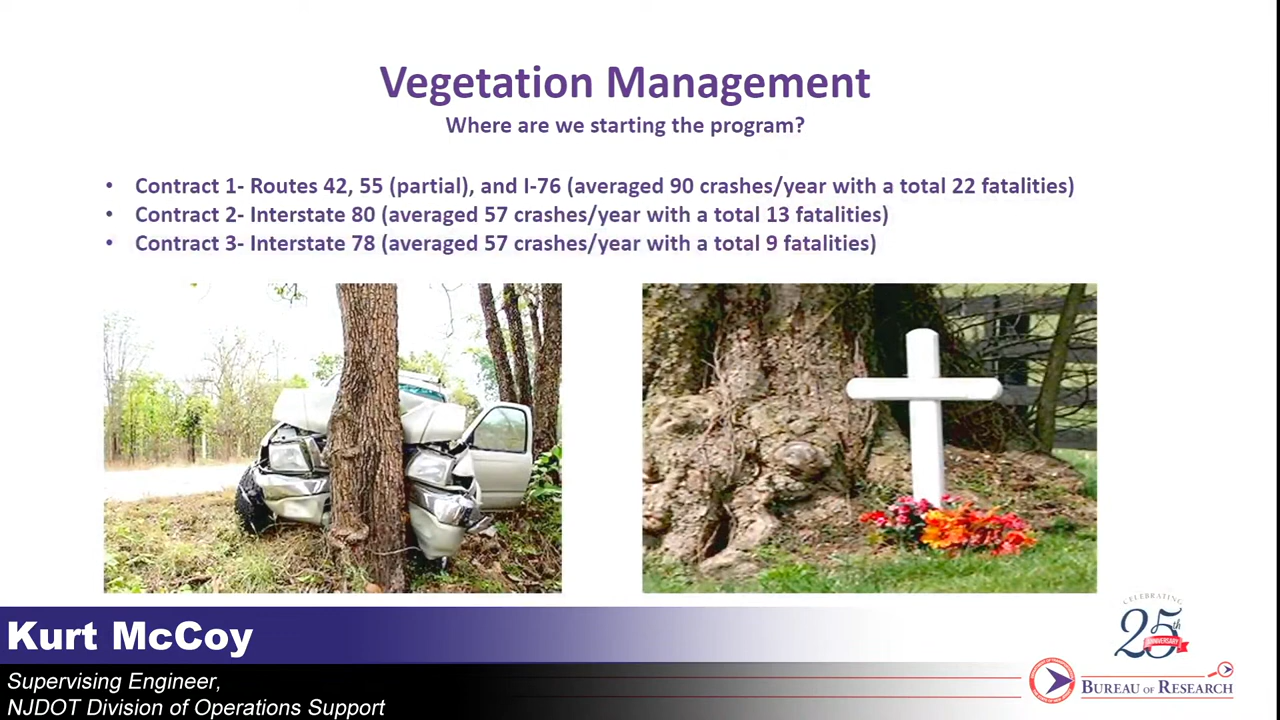 Vegetation Management
Where are we starting the program?
• Contract 1- Routes 42, 55 (partial), and I-76 (averaged 90 crashes/year with a total 22 fatalities)
• Contract 2- Interstate 80 (averaged 57 crashes/year with a total 13 fatalities)
• Contract 3- Interstate 78 (averaged 57 crashes/year with a total 9 fatalities)
Kurt McCoy
Supervising Engineer,
NJDOT Division of Operations Support
CELEBRATING
25th
ANNIVERSARY
BUREAU OF RESEARCH